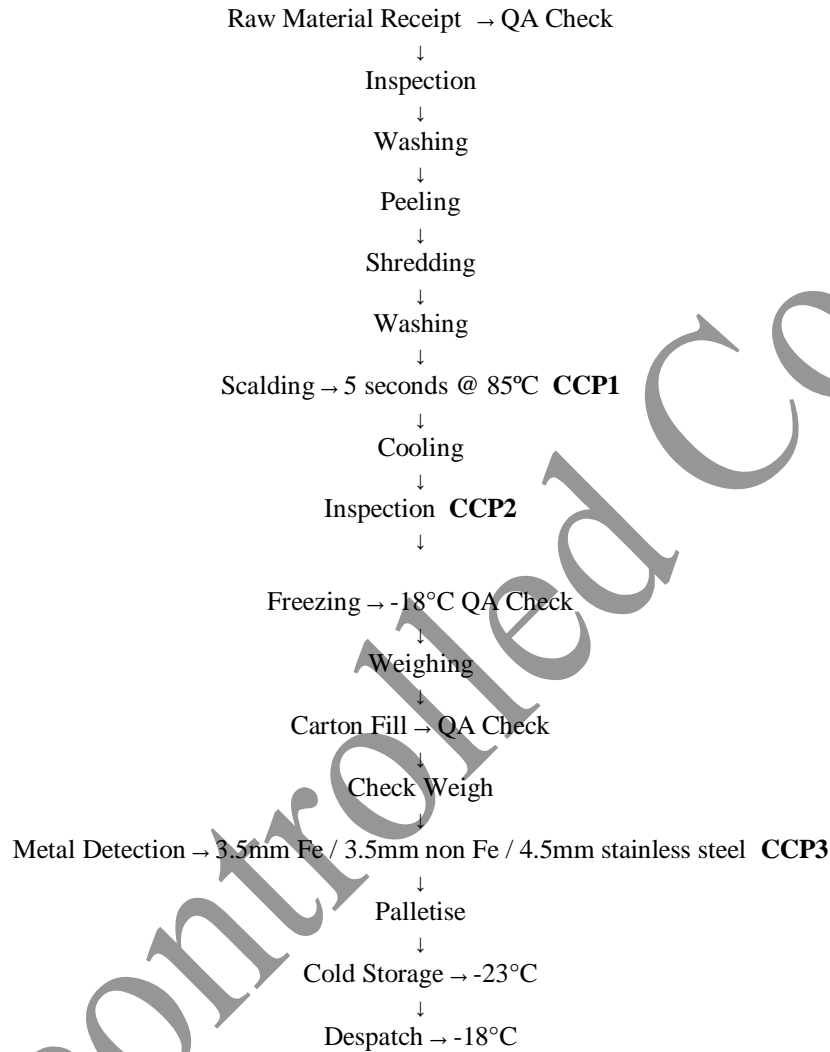 Raw Material Receipt → QA Check
↓
Inspection
↓
Washing
↓
Peeling
↓
Shredding
↓
Washing
↓
Scalding → 5 seconds @ 85ºC CCP1
↓
Cooling
↓
Inspection CCP2
↓
Freezing → -18°C QA Check
↓
Weighing
↓
Carton Fill → QA Check
↓
Check Weigh
↓
Metal Detection → 3.5mm Fe / 3.5mm non Fe / 4.5mm stainless steel CCP3
↓
Palletise
↓
Cold Storage → -23°C
↓
Despatch → -18°C
ontrolled Co